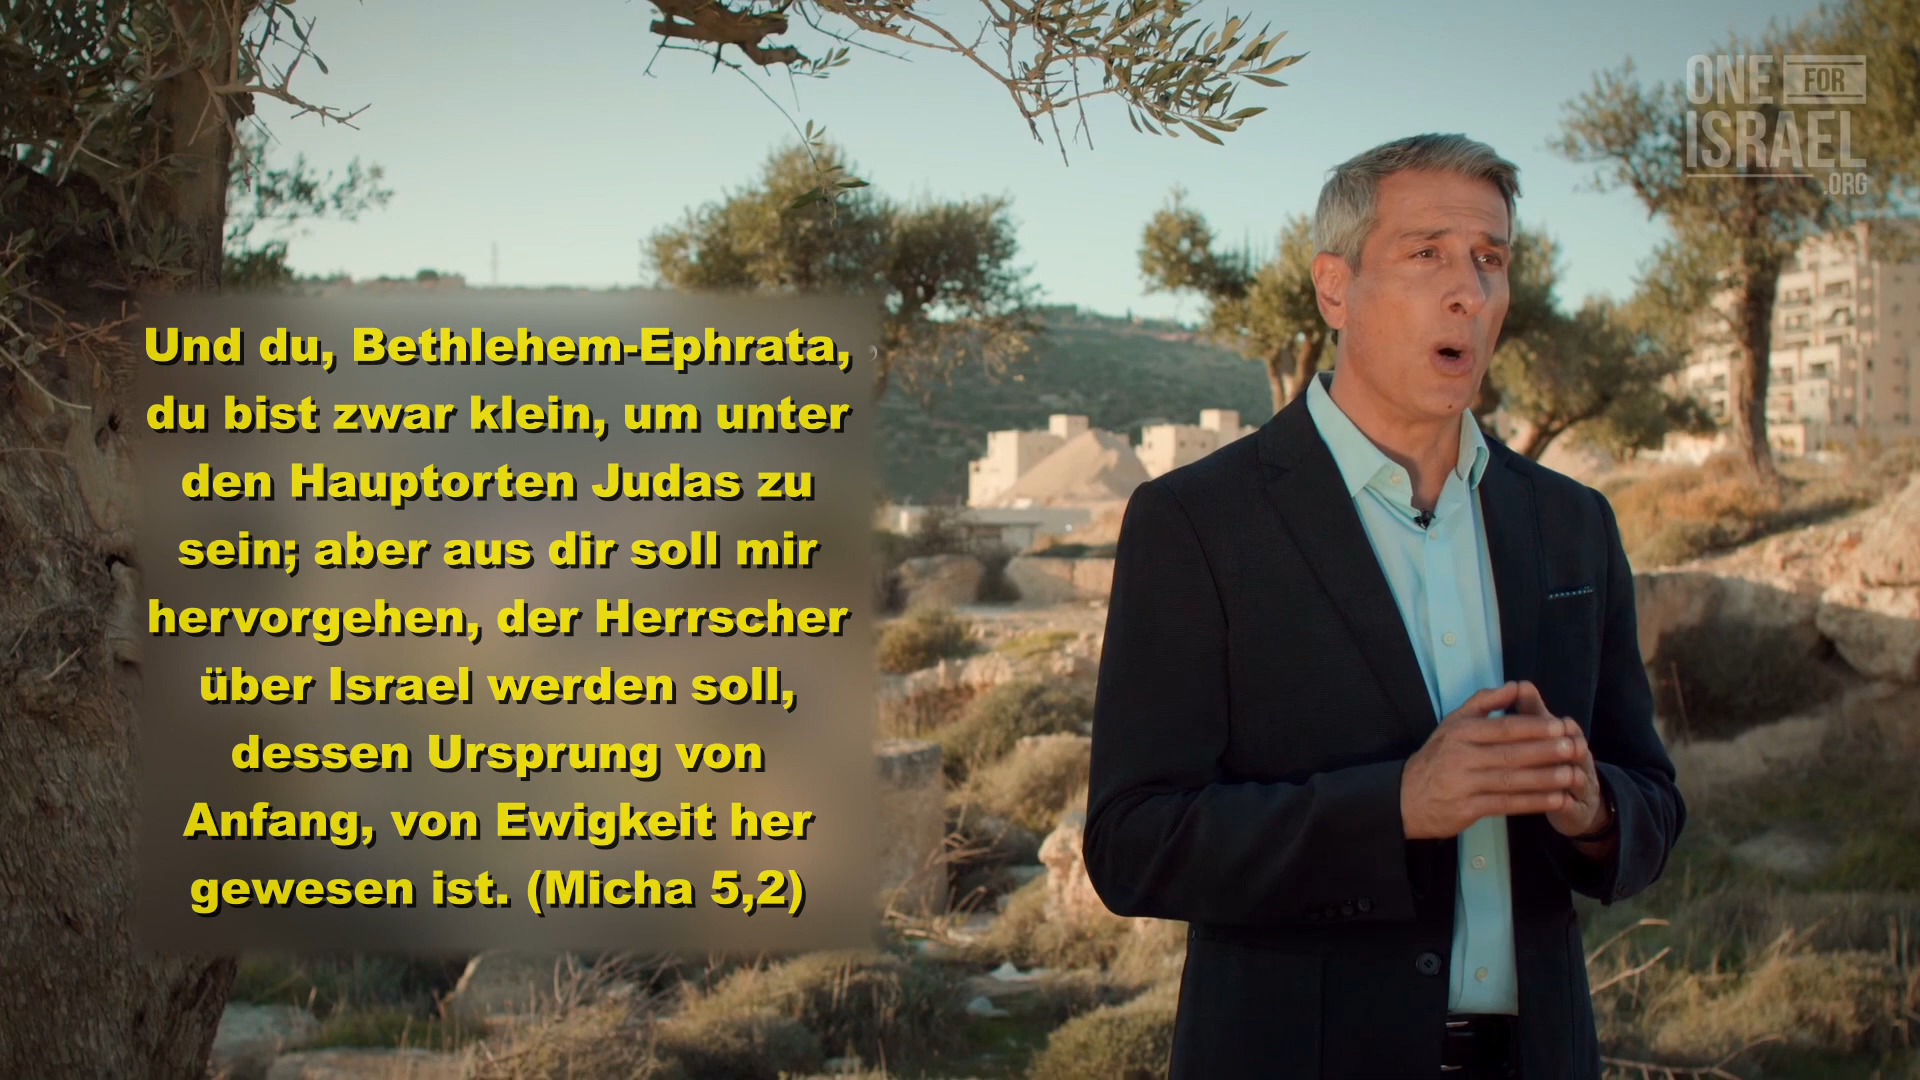 ONE FOR
ISRAEL
.ORG
Und du, Bethlehem-Ephrata,
du bist zwar klein, um unter
den Hauptorten Judas zu
sein; aber aus dir soll mir
hervorgehen, der Herrscher
über Israel werden soll,
dessen Ursprung von
Anfang, von Ewigkeit her
gewesen ist. (Micha 5,2)